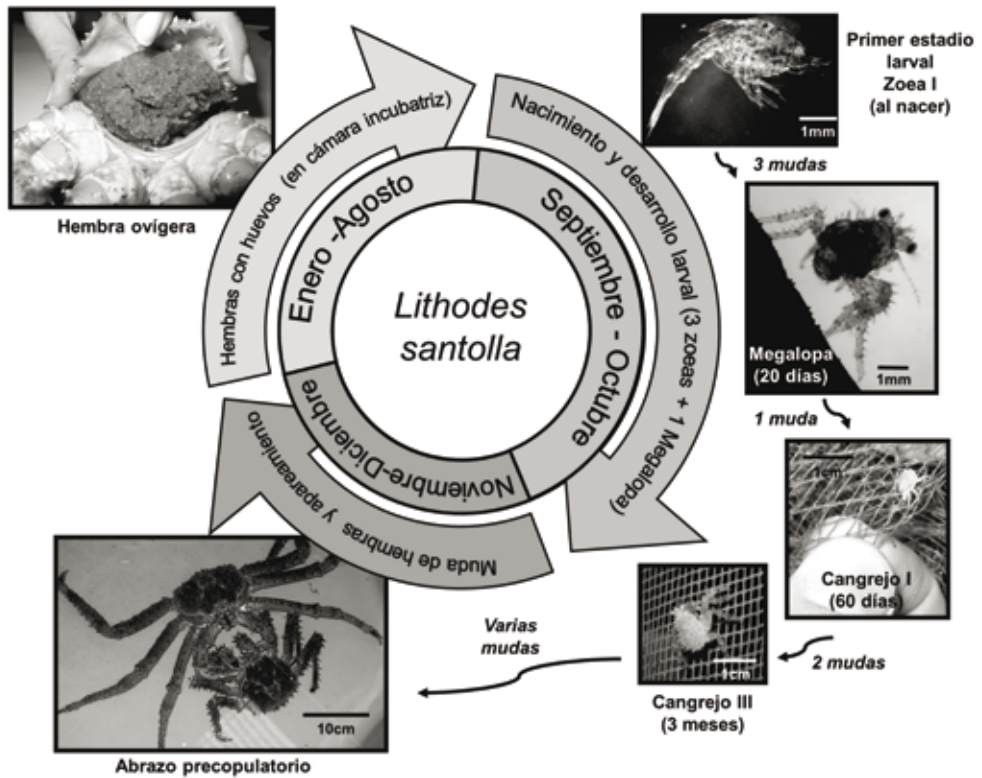 Hembra ovígera
Hembras con huevos (en cámara incubatriz)
Enero -Agosto
Nacimiento y desarrollo larval (3 zoeas + 1 Megalopa)
Septiembre - Octubre
Muda de hembras y apareamiento
Noviembre-Diciembre
Lithodes
santolla
Primer estadio
larval
Zoea I
(al nacer)
1mm
3 mudas
Megalopa
(20 días)
1mm
1 muda
1cm
Cangrejo I
(60 días)
2 mudas
1cm
Cangrejo III
(3 meses)
Varias
mudas
10cm
Abrazo precopulatorio